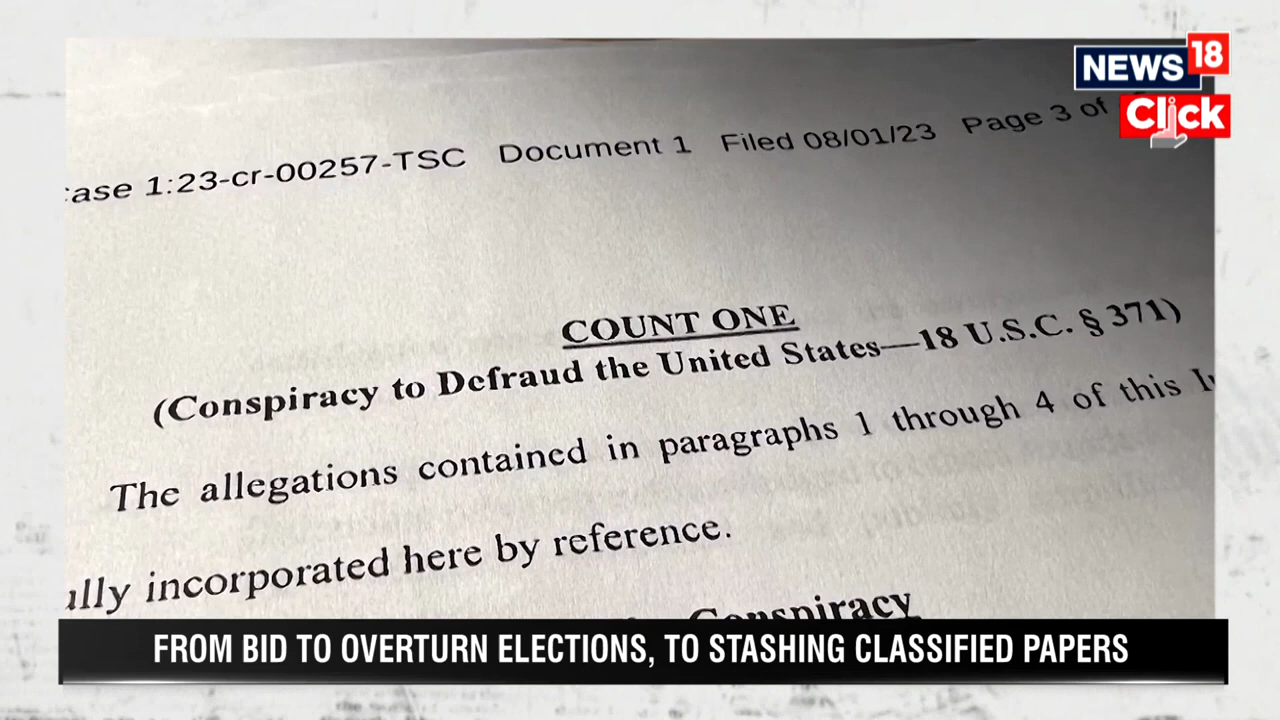 NEWS 18
Click
ase 1:23-cr-00257-TSC Document 1 Filed 08/01/23 Page 3 of
COUNT ONE
(Conspiracy to Defraud the United States—18 U.S.C. § 371)
The allegations contained in paragraphs 1 through 4 of this
incorporated here by reference.
Conspiracy
FROM BID TO OVERTURN ELECTIONS, TO STASHING CLASSIFIED PAPERS